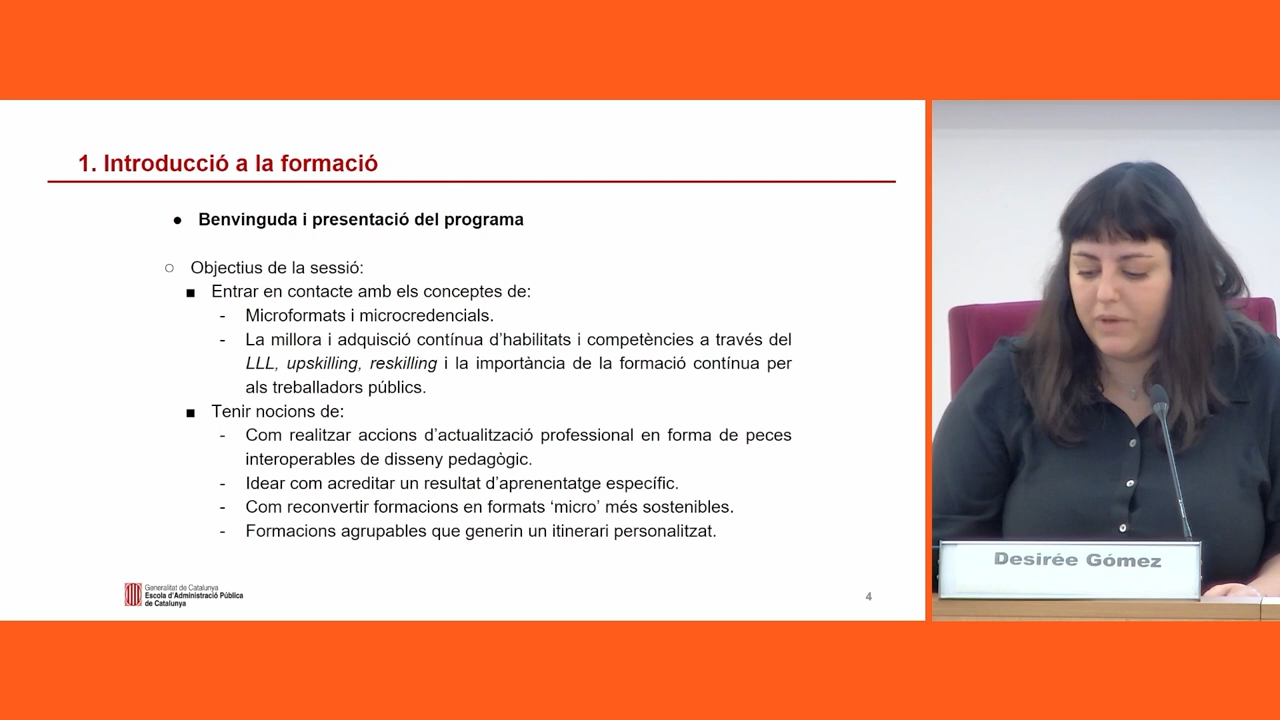 1. Introducció a la formació
● Benvinguda i presentació del programa
○ Objectius de la sessió:
■ Entrar en contacte amb els conceptes de:
- Microformats i microcredencials.
- La millora i adquisició contínua d’habilitats i competències a través del
LLL, upskilling, reskilling i la importància de la formació contínua per
als treballadors públics.
■ Tenir nocions de:
- Com realitzar accions d’actualització professional en forma de peces
interoperables de disseny pedagògic.
- Idear com acreditar un resultat d’aprenentatge específic.
- Com reconvertir formacions en formats ‘micro’ més sostenibles.
- Formacions agrupables que generin un itinerari personalitzat.
Generalitat de Catalunya
Escola d’Administració Pública
de Catalunya
4
Desirée Gómez